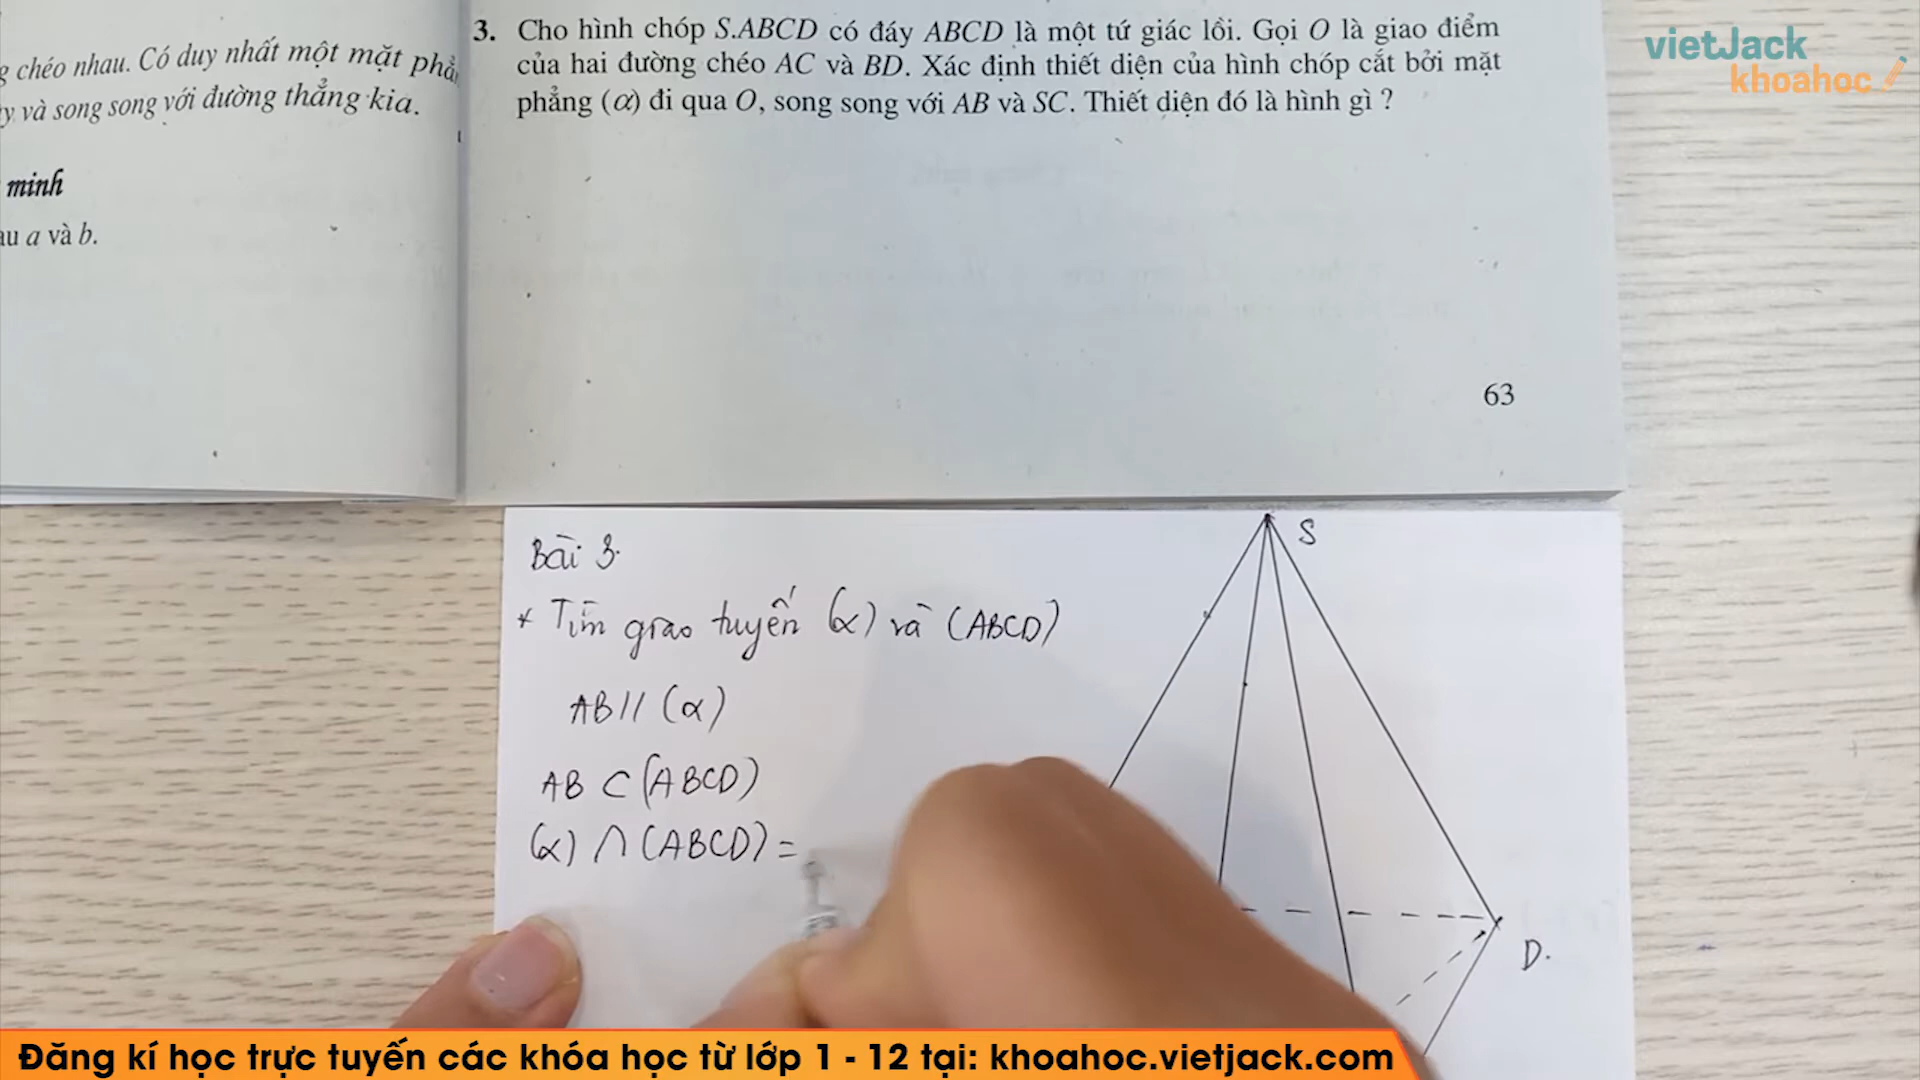 g chéo nhau. Có duy nhất một mặt phẳ
y và song song với đường thẳng kia.
minh
au a và b.
3. Cho hình chóp S.ABCD có đáy ABCD là một tứ giác lồi. Gọi O là giao điểm
của hai đường chéo AC và BD. Xác định thiết diện của hình chóp cắt bởi mặt
phẳng (α) đi qua O, song song với AB và SC. Thiết diện đó là hình gì ?
63
vietJack
khoahoc
Bài 3.
* Tìm giao tuyến (α) và (ABCD)
AB // (α)
AB ⊂ (ABCD)
(α) ∩ (ABCD) =
S
D.
Đăng kí học trực tuyến các khóa học từ lớp 1 - 12 tại: khoahoc.vietjack.com